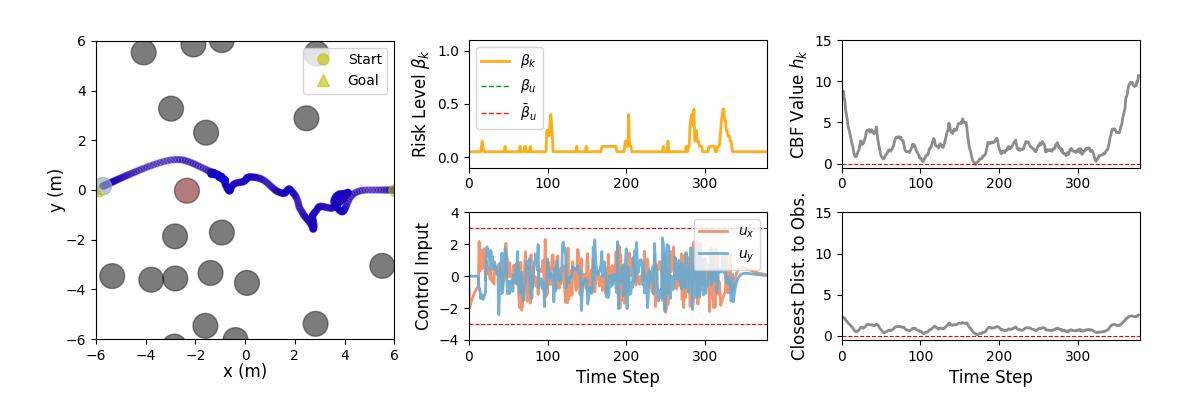 6
4
2
0
−2
−4
−6
−6 −4 −2 0 2 4 6
y (m)
x (m)
Start
Goal
1.0
0.5
0.0
0 100 200 300
Risk Level βₖ
βₖ
βᵤ
β̄ᵤ
4
2
0
−2
−4
0 100 200 300
Control Input
Time Step
uₓ
u_y
15
10
5
0
0 100 200 300
CBF Value hₖ
15
10
5
0
0 100 200 300
Closest Dist. to Obs.
Time Step